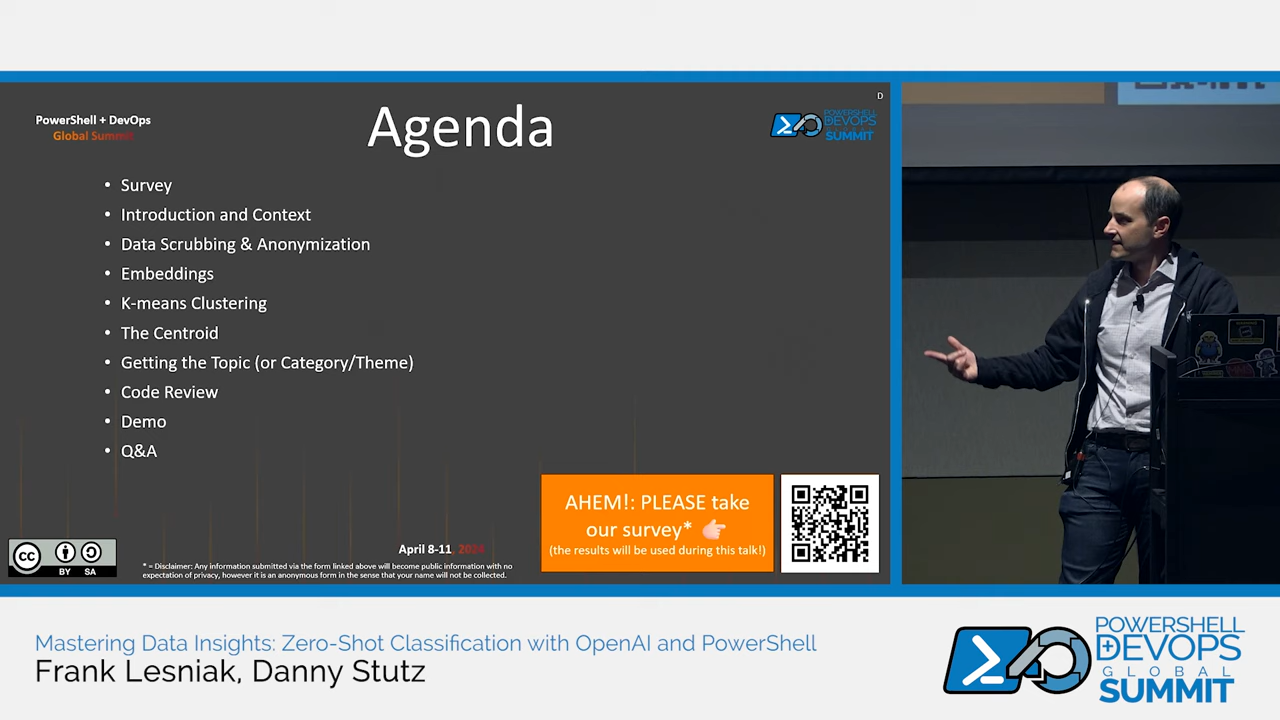 D
PowerShell + DevOps
Global Summit
Agenda
POWERSHELL
DEVOPS
GLOBAL
SUMMIT
• Survey
• Introduction and Context
• Data Scrubbing & Anonymization
• Embeddings
• K-means Clustering
• The Centroid
• Getting the Topic (or Category/Theme)
• Code Review
• Demo
• Q&A
AHEM!: PLEASE take
our survey*
(the results will be used during this talk!)
CC
BY SA
April 8-11, 2024
* = Disclaimer: Any information submitted via the form linked above will become public information with no
expectation of privacy, however it is an anonymous form in the sense that your name will not be collected.
Mastering Data Insights: Zero-Shot Classification with OpenAI and PowerShell
Frank Lesniak, Danny Stutz
POWERSHELL
DEVOPS
GLOBAL
SUMMIT